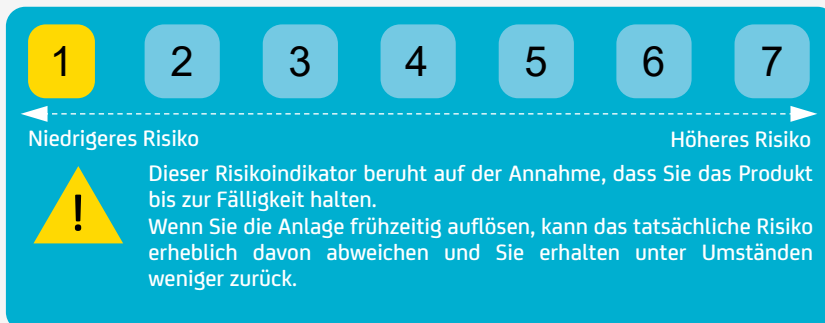 1 2 3 4 5 6 7
Niedrigeres Risiko Höheres Risiko
Dieser Risikoindikator beruht auf der Annahme, dass Sie das Produkt
bis zur Fälligkeit halten.
!
Wenn Sie die Anlage frühzeitig auflösen, kann das tatsächliche Risiko
erheblich davon abweichen und Sie erhalten unter Umständen
weniger zurück.